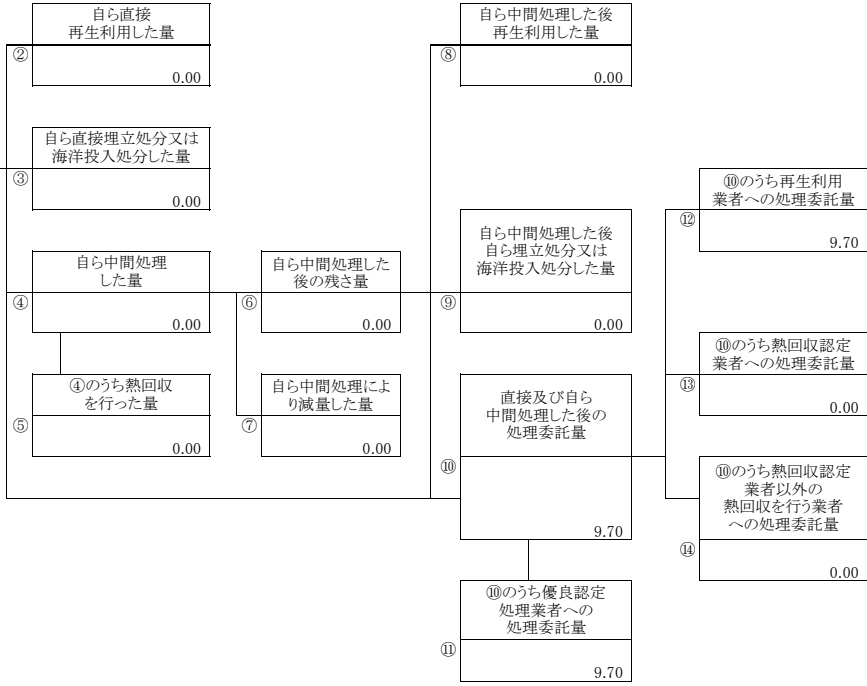 自ら直接
再生利用した量
②
0.00
自ら中間処理した後
再生利用した量
⑧
0.00
自ら直接埋立処分又は
海洋投入処分した量
③
0.00
⑩のうち再生利用
業者への処理委託量
⑫
9.70
自ら中間処理
した量
④
0.00
自ら中間処理した
後の残さ量
⑥
0.00
自ら中間処理した後
自ら埋立処分又は
海洋投入処分した量
⑨
0.00
⑩のうち熱回収認定
業者への処理委託量
⑬
0.00
④のうち熱回収
を行った量
⑤
0.00
自ら中間処理によ
り減量した量
⑦
0.00
直接及び自ら
中間処理した後の
処理委託量
⑩
9.70
⑩のうち熱回収認定
業者以外の
熱回収を行う業者
への処理委託量
⑭
0.00
⑩のうち優良認定
処理業者への
処理委託量
⑪
9.70